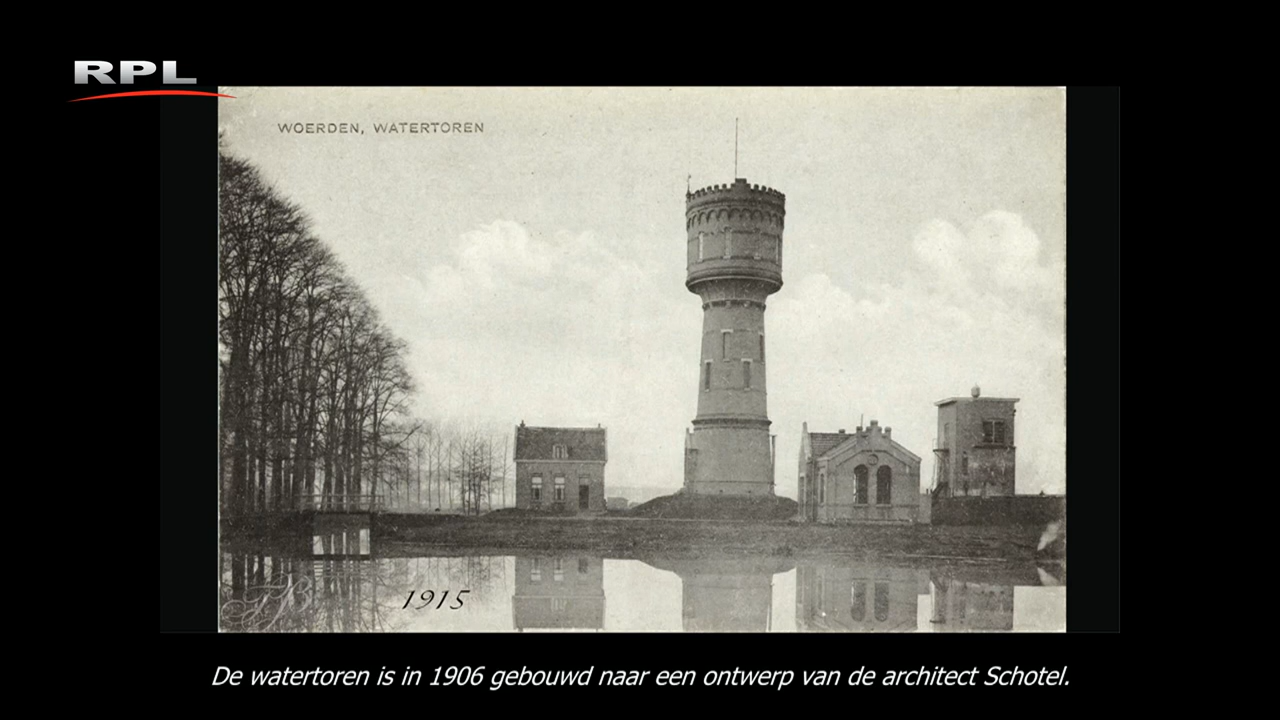 RPL
WOERDEN, WATERTOREN
1915
De watertoren is in 1906 gebouwd naar een ontwerp van de architect Schotel.